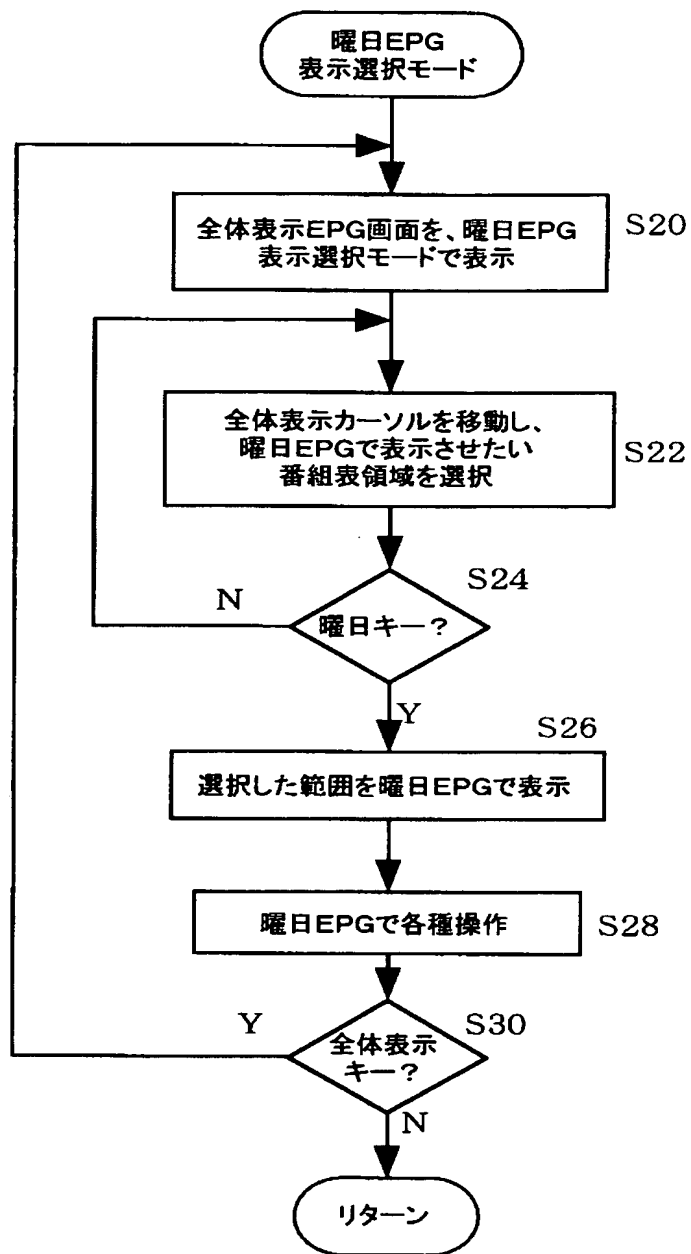 曜日EPG
表示選択モード
全体表示EPG画面を、曜日EPG
表示選択モードで表示
S20
全体表示カーソルを移動し、
曜日EPGで表示させたい
番組表領域を選択
S22
S24
N
曜日キー?
Y
S26
選択した範囲を曜日EPGで表示
曜日EPGで各種操作
S28
Y
S30
全体表示
キー?
N
リターン